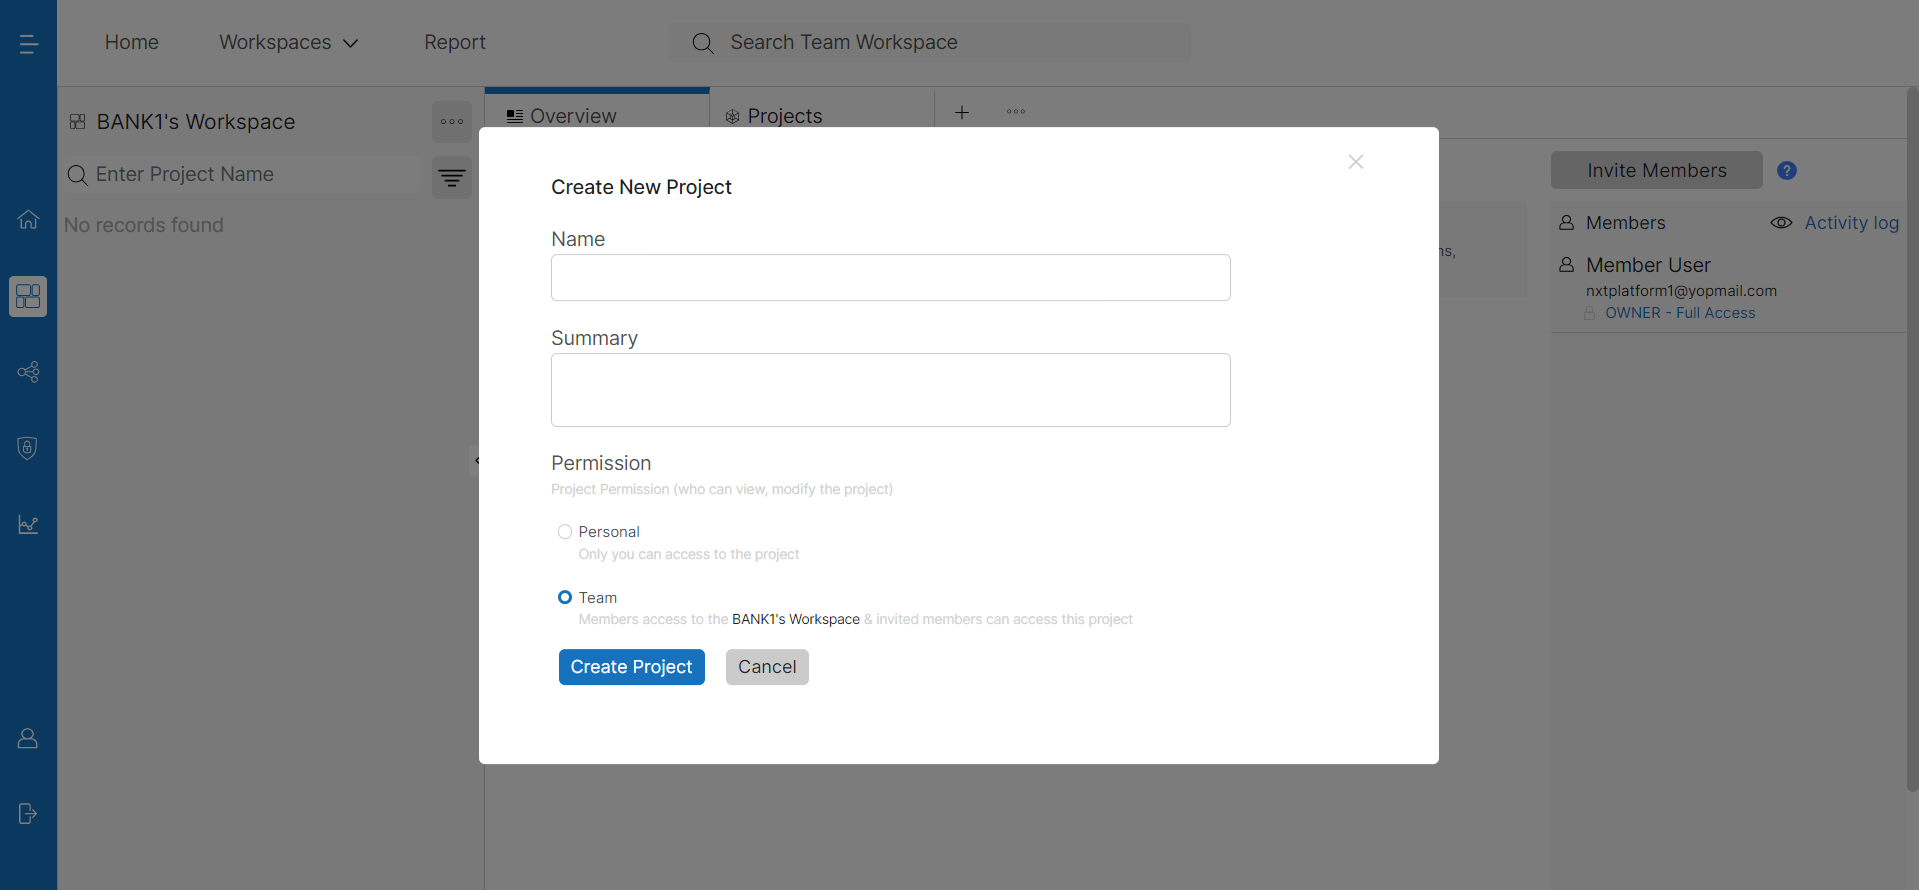 Home
Workspaces
Report
Search Team Workspace
BANK1's Workspace
Enter Project Name
No records found
Overview
Projects
Create New Project
Name
Summary
Permission
Project Permission (who can view, modify the project)
Personal
Only you can access to the project
Team
Members access to the BANK1's Workspace & invited members can access this project
Create Project
Cancel
Invite Members
?
Members
Activity log
ns,
Member User
nxtplatform1@yopmail.com
OWNER - Full Access